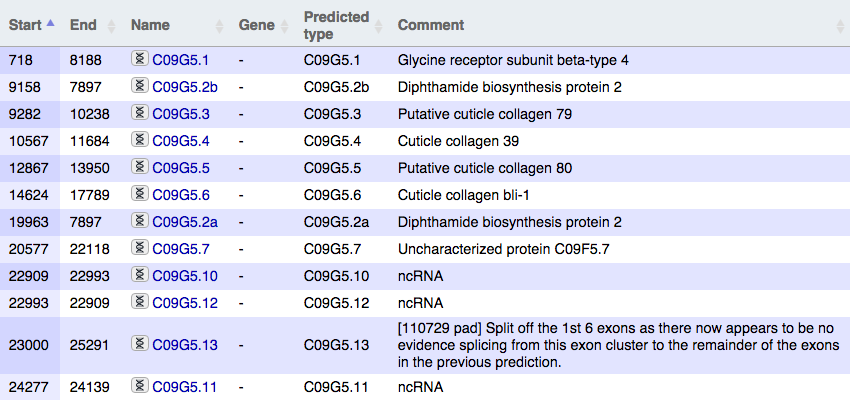 Start End Name Gene Predicted type Comment
718 8188 C09G5.1 - C09G5.1 Glycine receptor subunit beta-type 4
9158 7897 C09G5.2b - C09G5.2b Diphthamide biosynthesis protein 2
9282 10238 C09G5.3 - C09G5.3 Putative cuticle collagen 79
10567 11684 C09G5.4 - C09G5.4 Cuticle collagen 39
12867 13950 C09G5.5 - C09G5.5 Putative cuticle collagen 80
14624 17789 C09G5.6 - C09G5.6 Cuticle collagen bli-1
19963 7897 C09G5.2a - C09G5.2a Diphthamide biosynthesis protein 2
20577 22118 C09G5.7 - C09G5.7 Uncharacterized protein C09F5.7
22909 22993 C09G5.10 - C09G5.10 ncRNA
22993 22909 C09G5.12 - C09G5.12 ncRNA
23000 25291 C09G5.13 - C09G5.13 [110729 pad] Split off the 1st 6 exons as there now appears to be no
evidence splicing from this exon cluster to the remainder of the exons
in the previous prediction.
24277 24139 C09G5.11 - C09G5.11 ncRNA